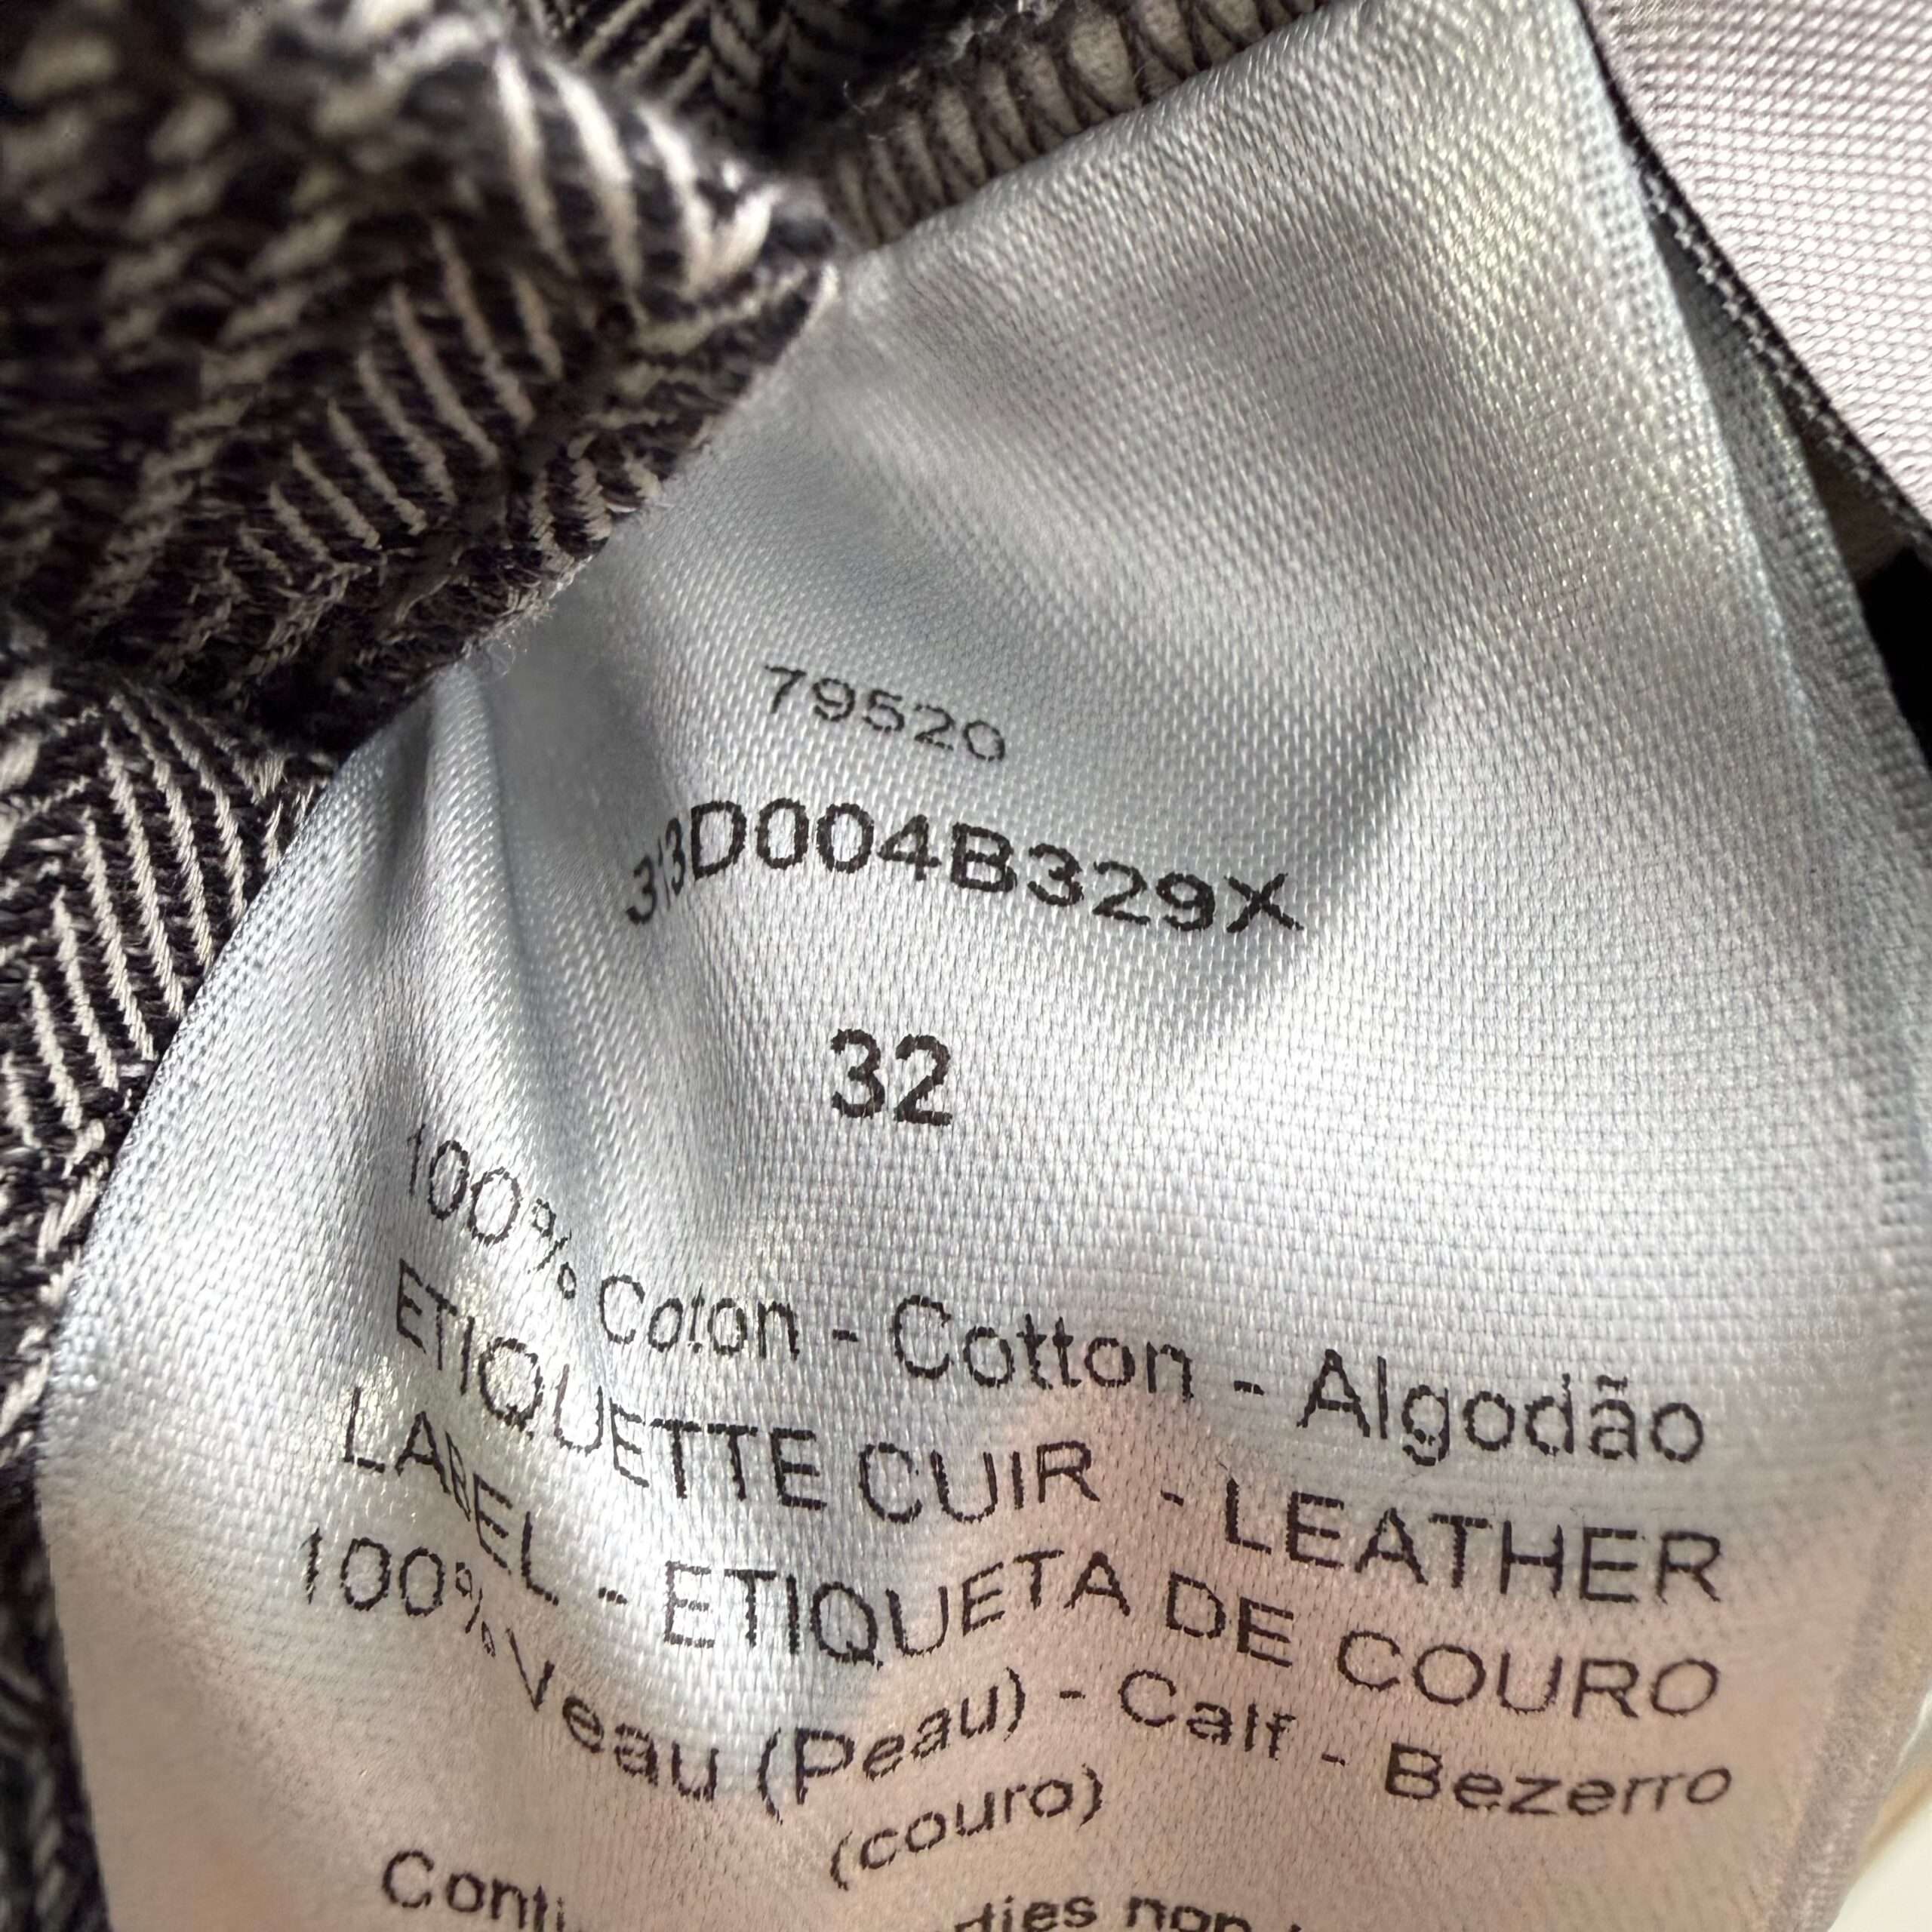 79520
313D004B329X
32
100% Coton - Cotton - Algodão
ETIQUETTE CUIR - LEATHER
LABEL - ETIQUETA DE COURO
100% Veau (Peau) - Calf - Bezerro
(couro)
non